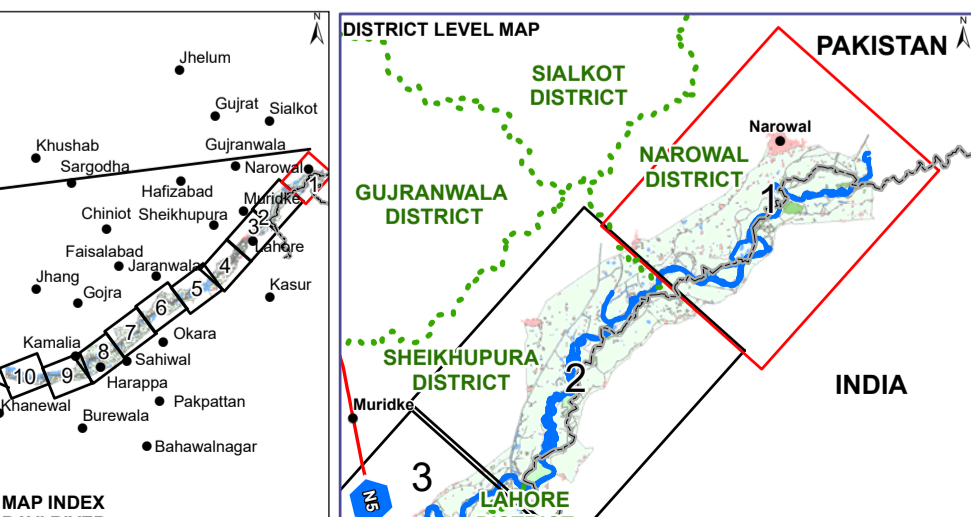 N
Jhelum
Gujrat
Sialkot
Khushab
Gujranwala
Sargodha
Narowal
1
Hafizabad
Muridke
2
Chiniot
Sheikhupura
3
Lahore
Faisalabad
4
Jaranwala
Jhang
5
Kasur
Gojra
6
7
Okara
Kamalia
8
Sahiwal
10
9
Harappa
Khanewal
Pakpattan
Burewala
Bahawalnagar
MAP INDEX
RAVI RIVER
DISTRICT LEVEL MAP
N
PAKISTAN
SIALKOT
DISTRICT
Narowal
NAROWAL
DISTRICT
GUJRANWALA
DISTRICT
1
SHEIKHUPURA
DISTRICT
2
INDIA
Muridke
3
N5
LAHORE
DISTRICT